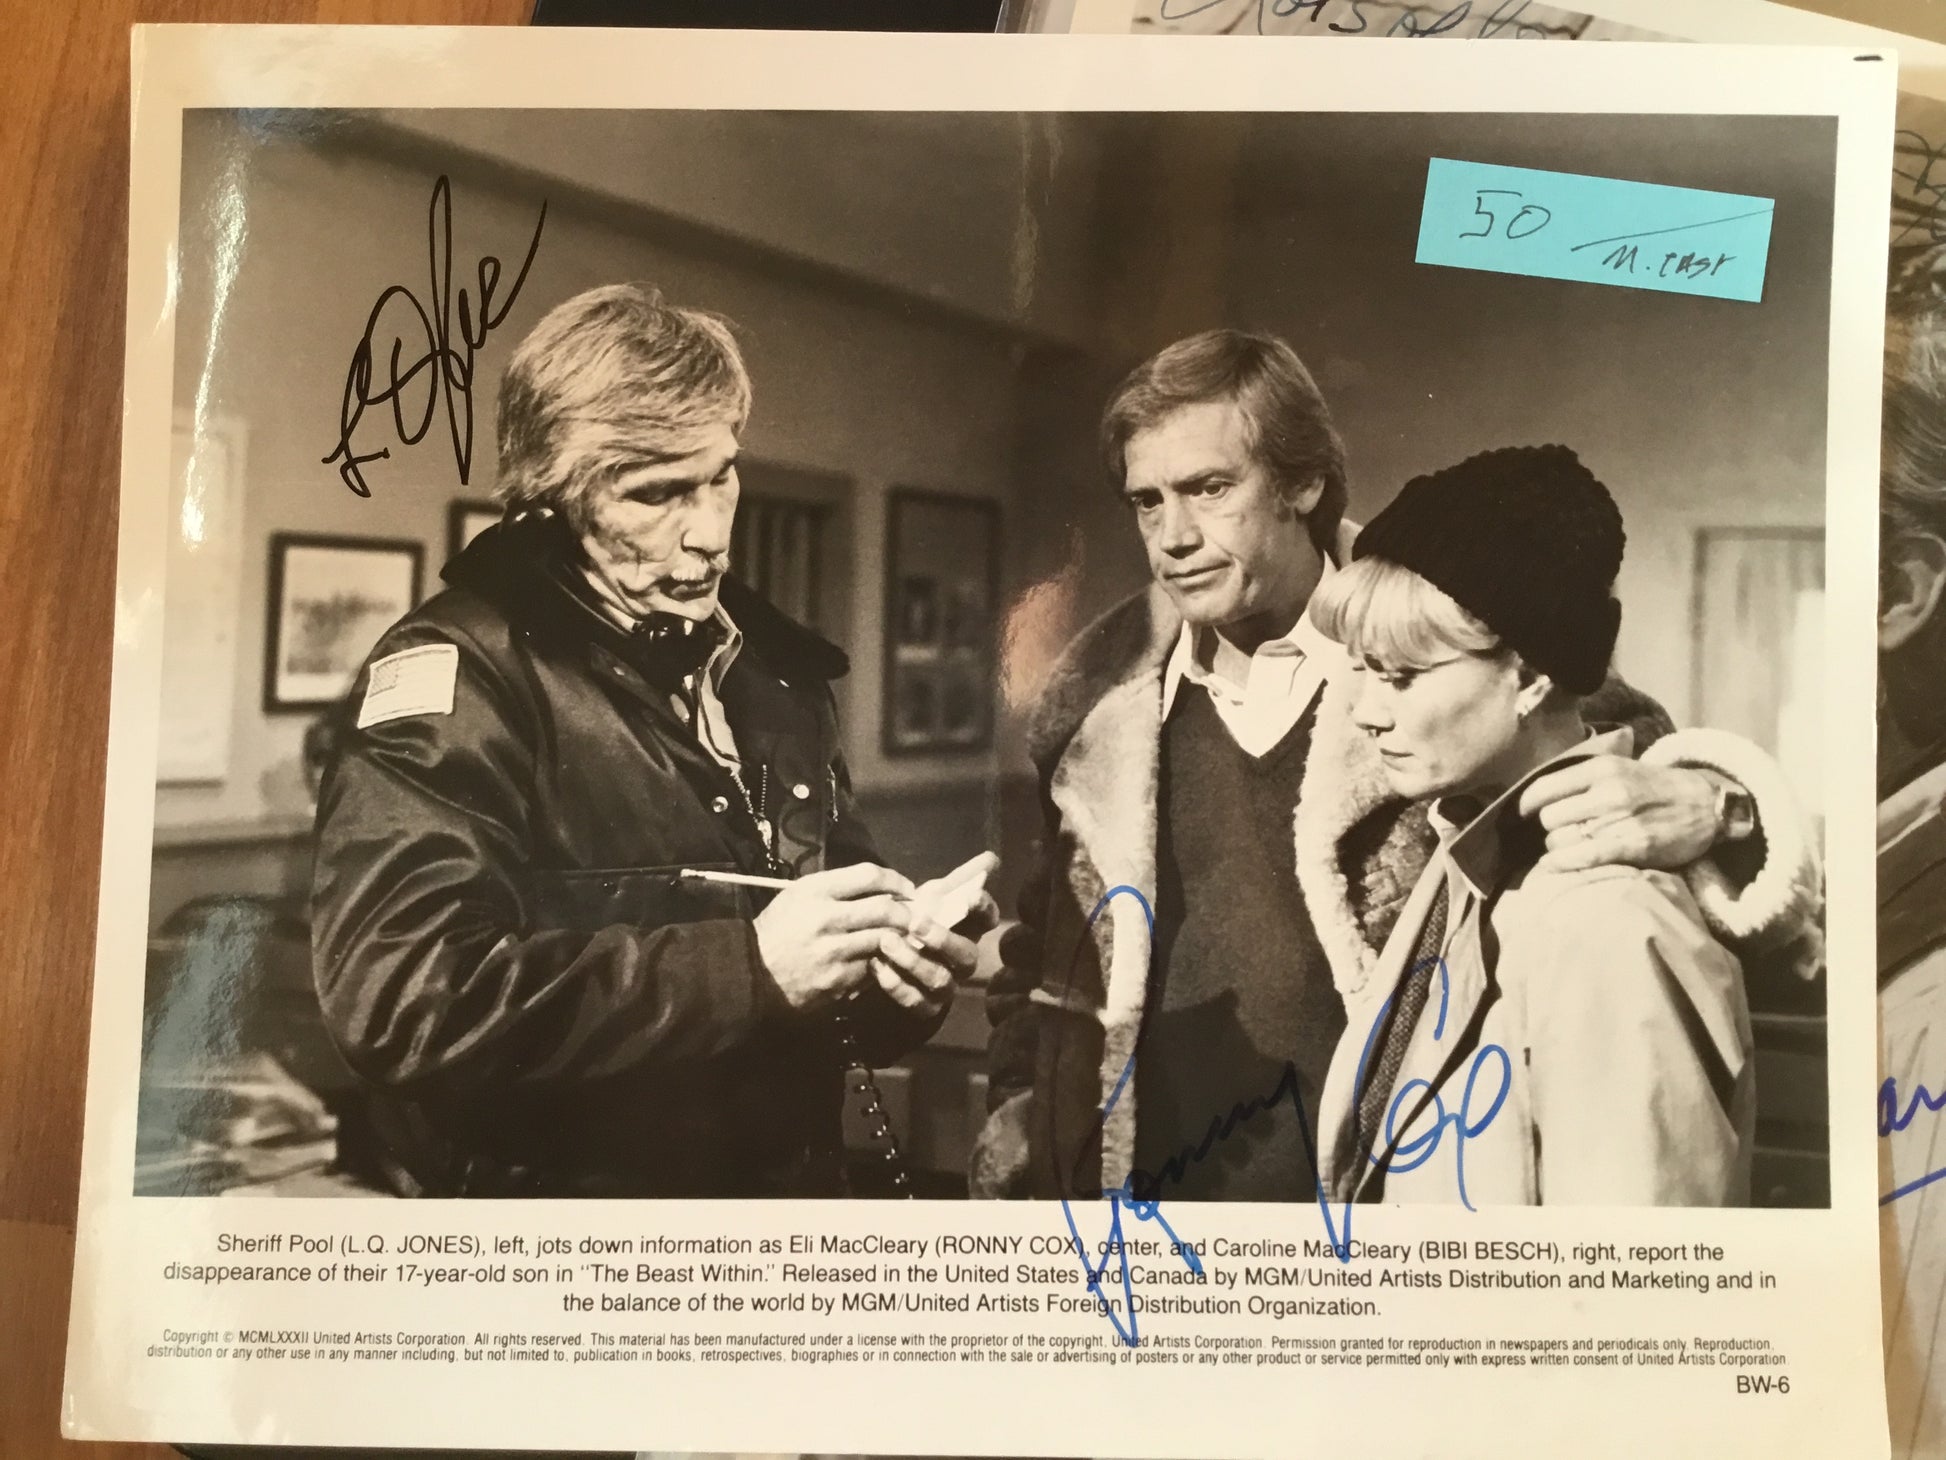 50
M. CAST
L.Q. Jones
Ronny Cox
Sheriff Pool (L.Q. JONES), left, jots down information as Eli MacCleary (RONNY COX), center, and Caroline MacCleary (BIBI BESCH), right, report the
disappearance of their 17-year-old son in "The Beast Within." Released in the United States and Canada by MGM/United Artists Distribution and Marketing and in
the balance of the world by MGM/United Artists Foreign Distribution Organization.
Copyright © MCMLXXXII United Artists Corporation. All rights reserved. This material has been manufactured under a license with the proprietor of the copyright, United Artists Corporation. Permission granted for reproduction in newspapers and periodicals only. Reproduction,
distribution or any other use in any manner including, but not limited to, publication in books, retrospectives, biographies or in connection with the sale or advertising of posters or any other product or service permitted only with express written consent of United Artists Corporation.
BW-6